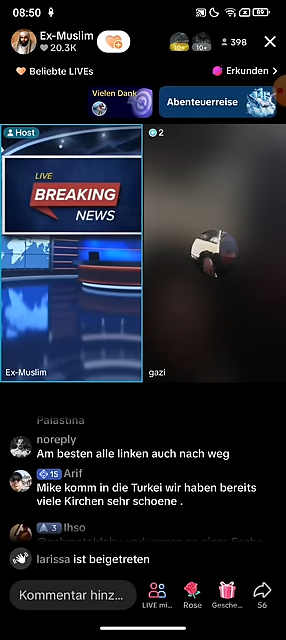 08:50
89
Ex-Muslim
20.3K
10+
10+
398
Beliebte LIVEs
Erkunden >
Vielen Dank
Abenteuerreise
Host
2
LIVE
BREAKING
NEWS
Ex-Muslim
gazi
Palästina
noreply
Am besten alle linken auch nach weg
15 Arif
Mike komm in die Turkei wir haben bereits
viele Kirchen sehr schoene .
3 Ihso
larissa ist beigetreten
Kommentar hinz...
LIVE mi...
Rose
Gesche...
56